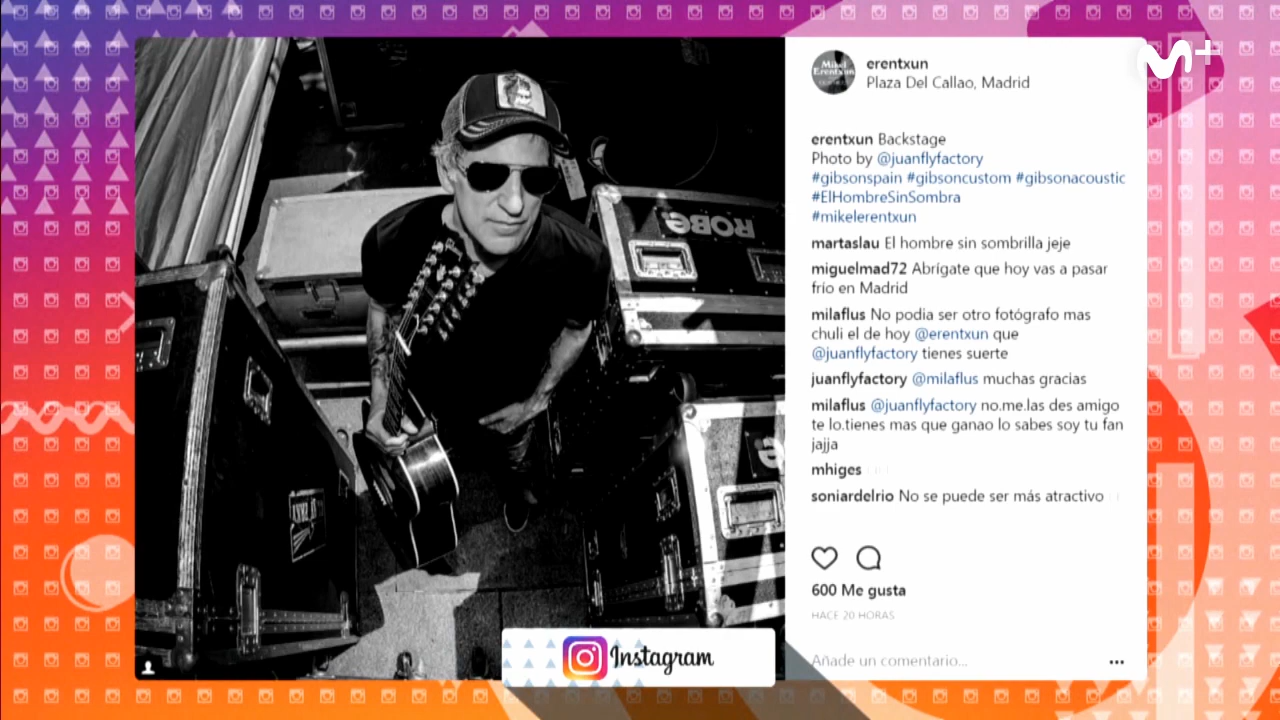 M+
erentxun
Plaza Del Callao, Madrid
Mikel
Erentxun
erentxun Backstage
Photo by @juanflyfactory
#gibsonspain #gibsoncustom #gibsonacoustic
#ElHombreSinSombra
#mikelerentxun
martaslau El hombre sin sombrilla jeje
miguelmad72 Abrígate que hoy vas a pasar
frío en Madrid
milaflus No podia ser otro fotógrafo mas
chuli el de hoy @erentxun que
@juanflyfactory tienes suerte
juanflyfactory @milaflus muchas gracias
milaflus @juanflyfactory no.me.las des amigo
te lo.tienes mas que ganao lo sabes soy tu fan
jajja
mhiges
soniardelrio No se puede ser más atractivo
600 Me gusta
HACE 20 HORAS
Añade un comentario...
ROBE
Instagram